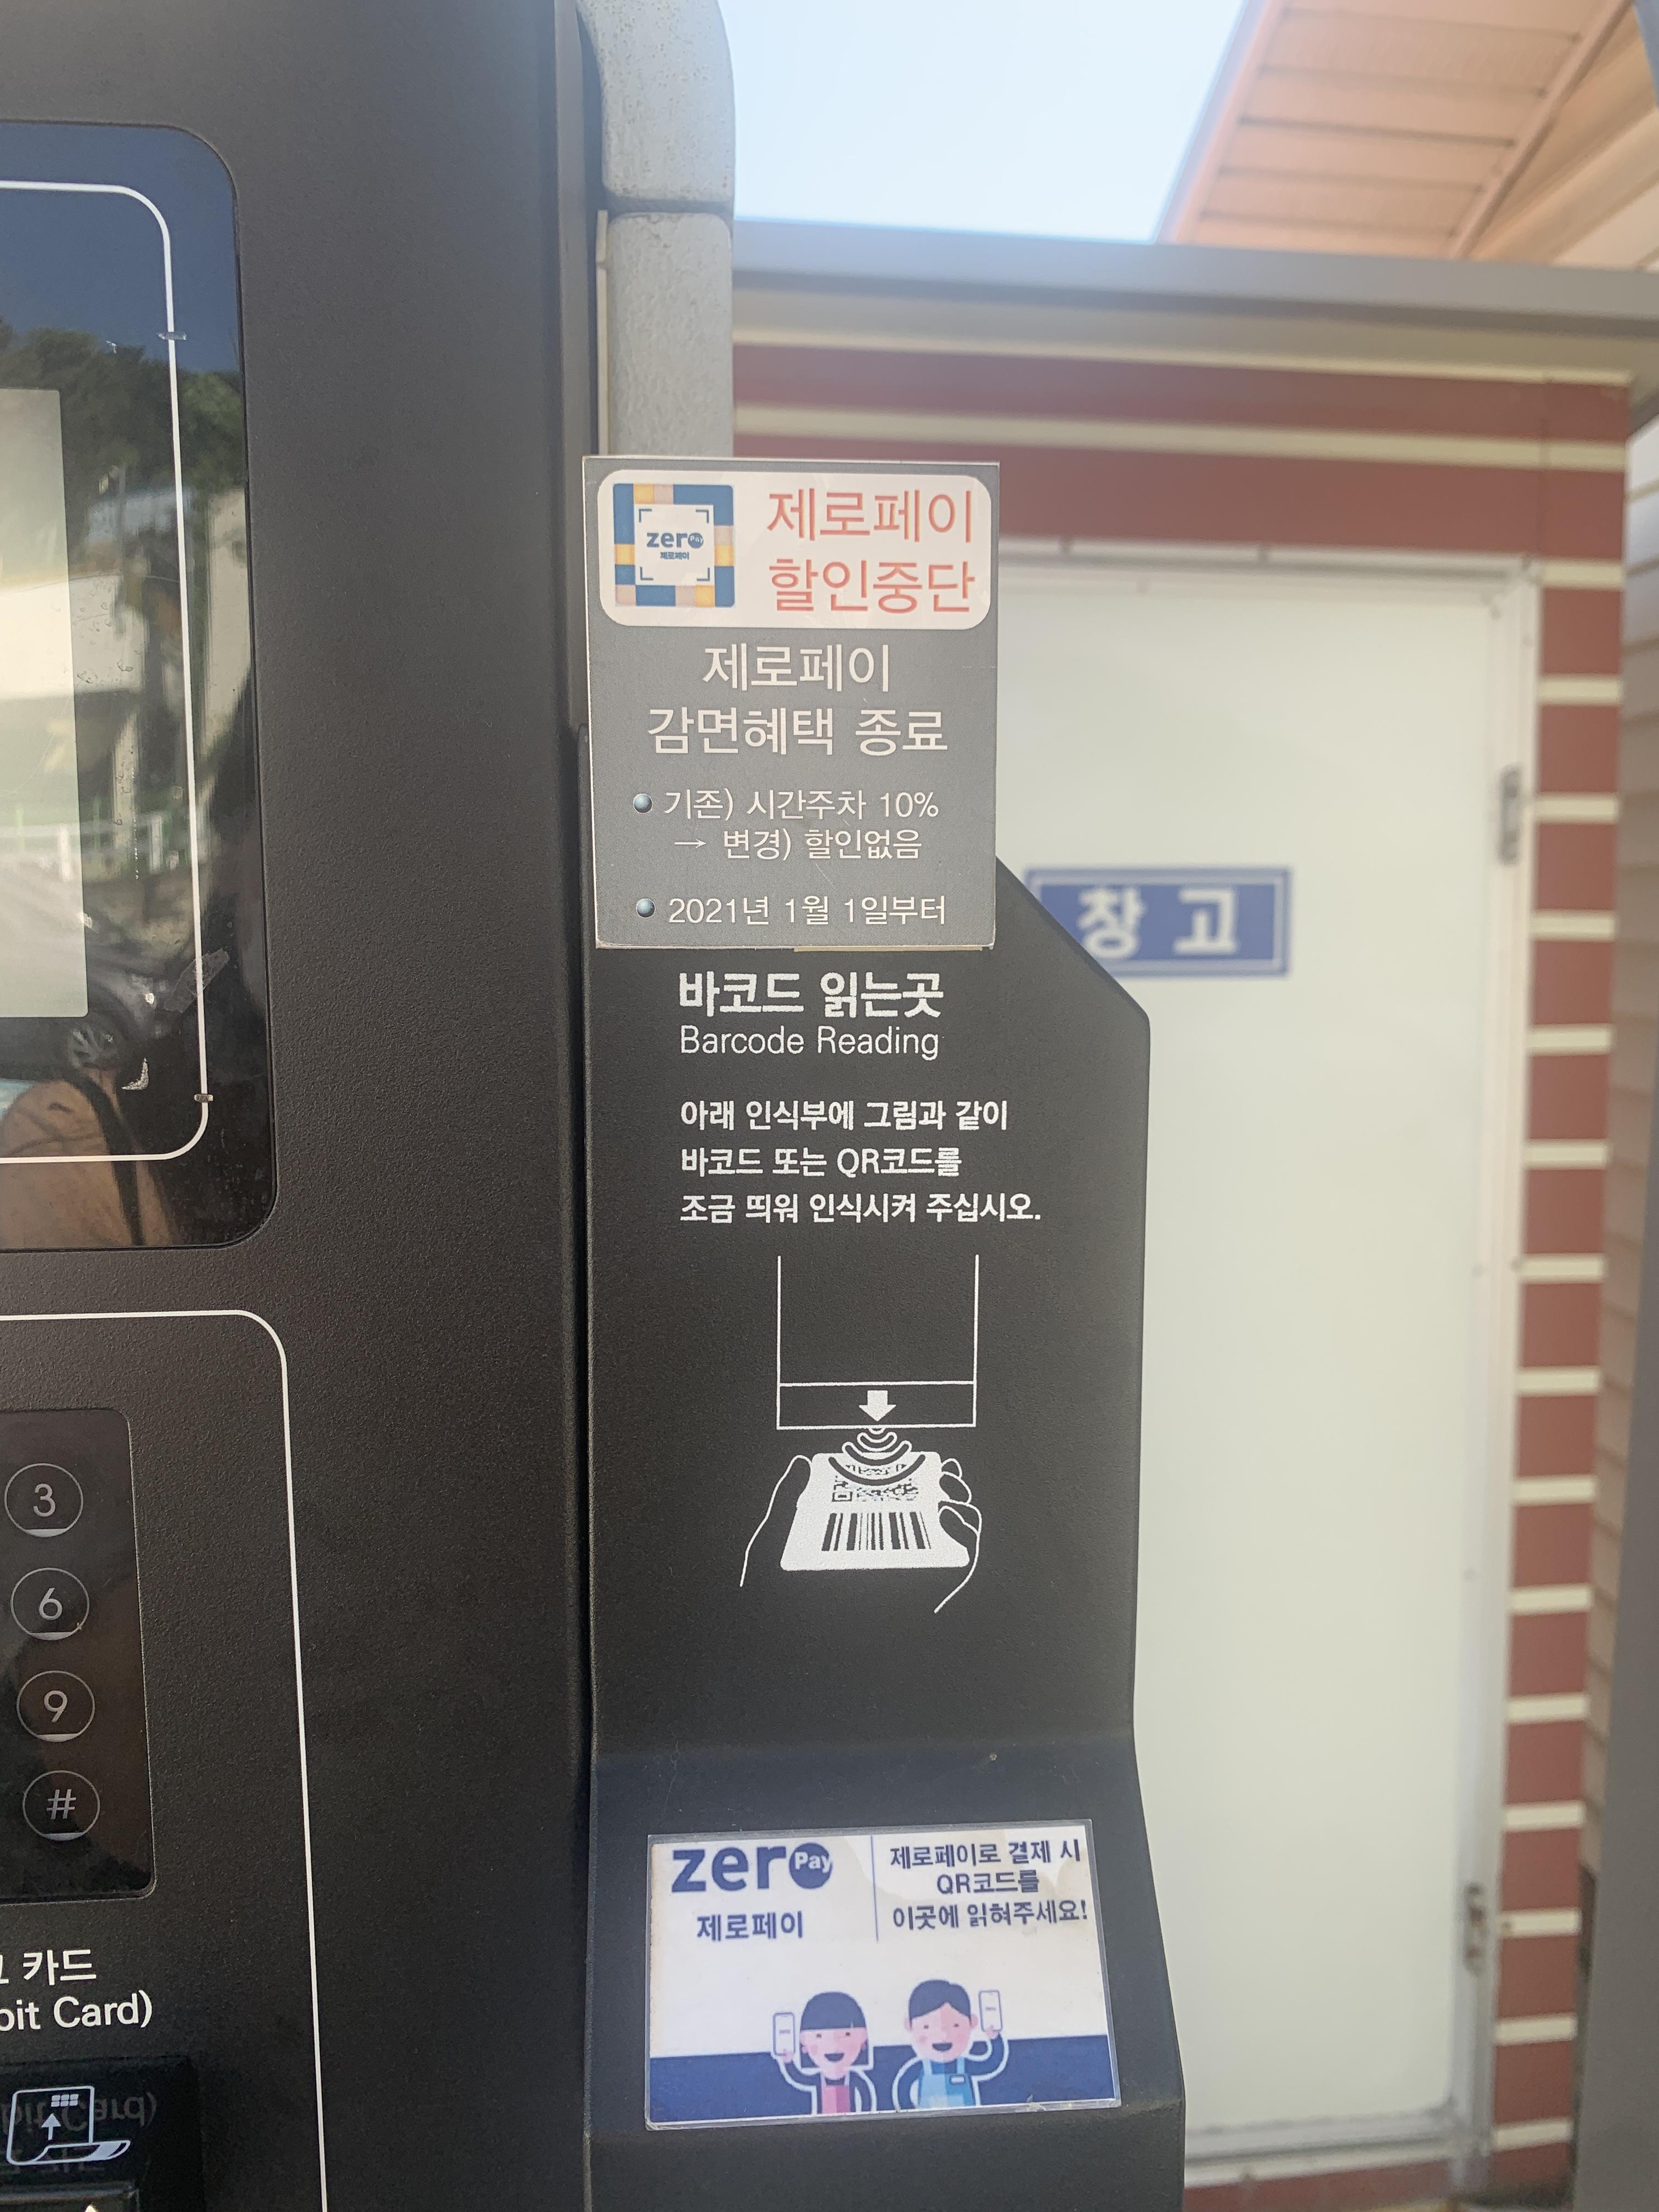 zero Pay
제로페이
제로페이
할인중단
제로페이
감면혜택 종료
기존) 시간주차 10%
→ 변경) 할인없음
2021년 1월 1일부터
창고
바코드 읽는곳
Barcode Reading
아래 인식부에 그림과 같이
바코드 또는 QR코드를
조금 띄워 인식시켜 주십시오.
3
6
9
#
카드
Card)
zero Pay
제로페이
제로페이로 결제 시
QR코드를
이곳에 읽혀주세요!